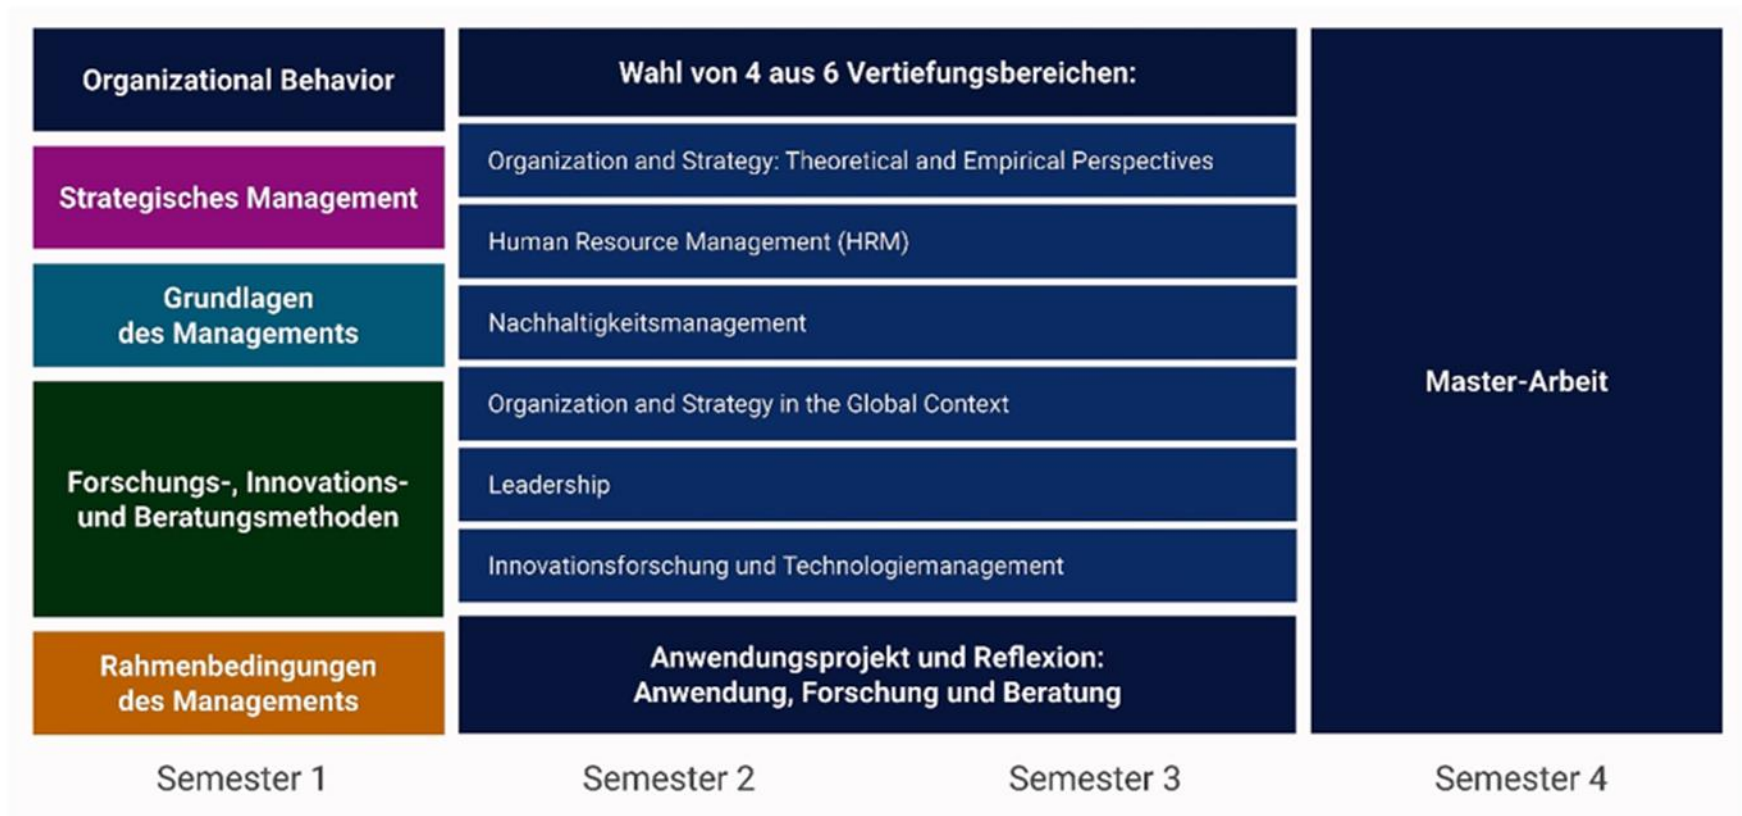 Organizational Behavior
Strategisches Management
Grundlagen
des Managements
Forschungs-, Innovations-
und Beratungsmethoden
Rahmenbedingungen
des Managements
Semester 1
Wahl von 4 aus 6 Vertiefungsbereichen:
Organization and Strategy: Theoretical and Empirical Perspectives
Human Resource Management (HRM)
Nachhaltigkeitsmanagement
Organization and Strategy in the Global Context
Leadership
Innovationsforschung und Technologiemanagement
Anwendungsprojekt und Reflexion:
Anwendung, Forschung und Beratung
Semester 2
Semester 3
Master-Arbeit
Semester 4